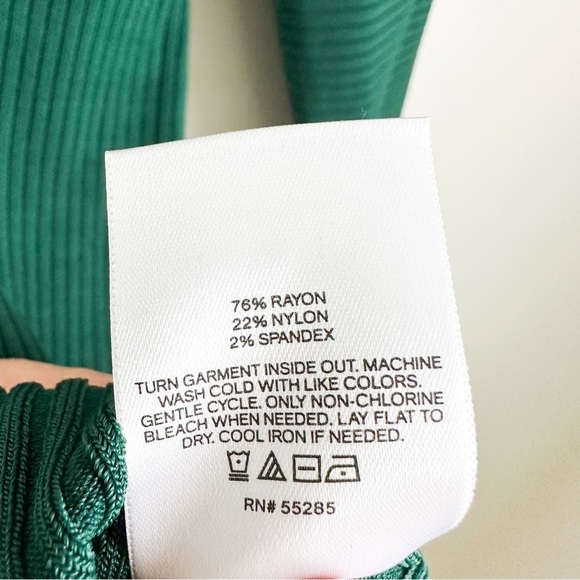 76% RAYON
22% NYLON
2% SPANDEX
TURN GARMENT INSIDE OUT. MACHINE
WASH COLD WITH LIKE COLORS.
GENTLE CYCLE. ONLY NON-CHLORINE
BLEACH WHEN NEEDED. LAY FLAT TO
DRY. COOL IRON IF NEEDED.
RN# 55285